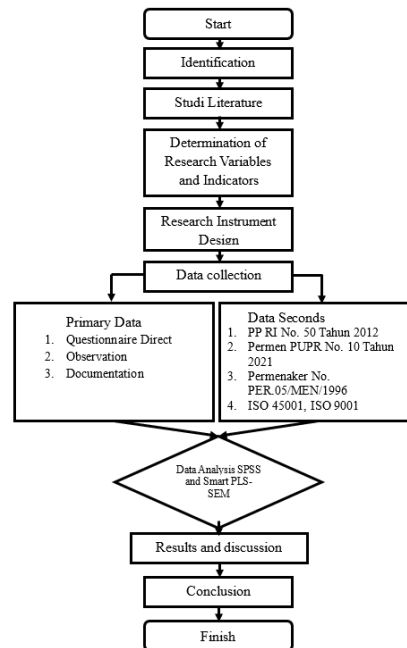 Start
Identification
Studi Literature
Determination of
Research Variables
and Indicators
Research Instrument
Design
Data collection
Primary Data
1. Questionnaire Direct
2. Observation
3. Documentation
Data Seconds
1. PP RI No. 50 Tahun 2012
2. Permen PUPR No. 10 Tahun
2021
3. Permenaker No.
PER.05/MEN/1996
4. ISO 45001, ISO 9001
Data Analysis SPSS
and Smart PLS-
SEM
Results and discussion
Conclusion
Finish